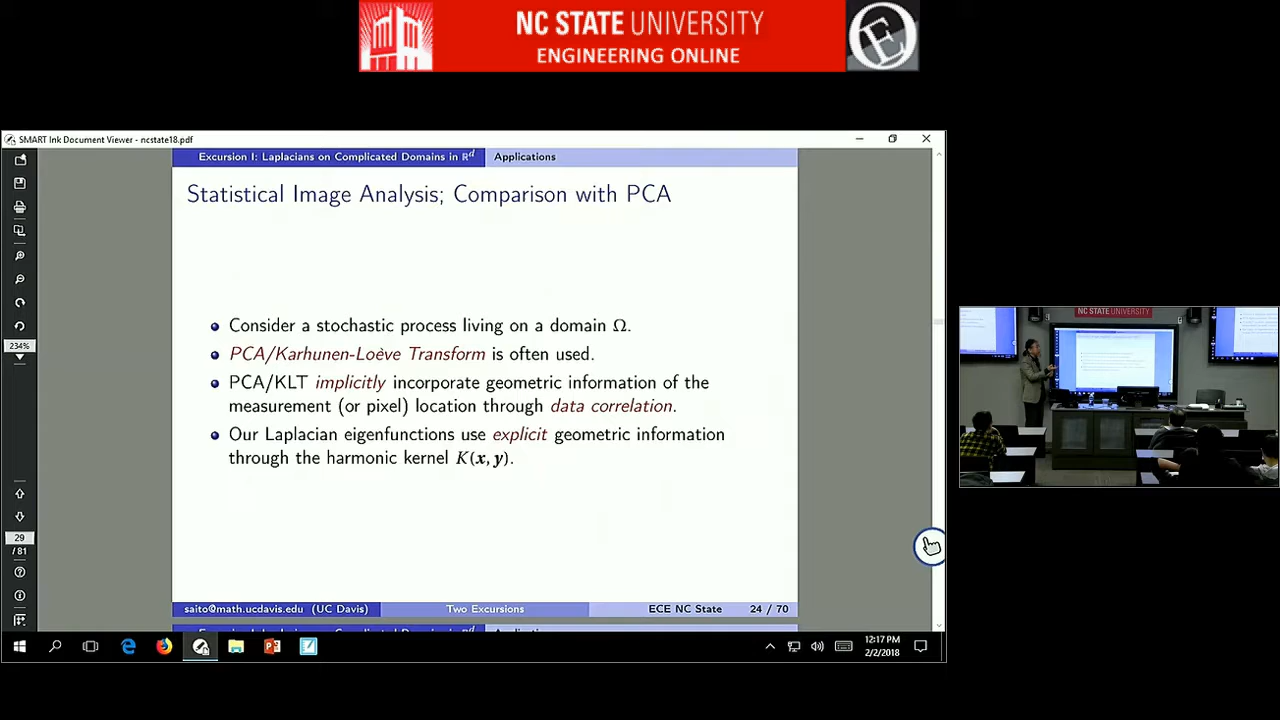 NC STATE UNIVERSITY
ENGINEERING ONLINE
SMART Ink Document Viewer - ncstate18.pdf
Excursion I: Laplacians on Complicated Domains in ℝᵈ Applications
Statistical Image Analysis; Comparison with PCA
Consider a stochastic process living on a domain Ω.
PCA/Karhunen-Loève Transform is often used.
PCA/KLT implicitly incorporate geometric information of the
measurement (or pixel) location through data correlation.
Our Laplacian eigenfunctions use explicit geometric information
through the harmonic kernel K(x, y).
234%
29
/ 81
saito@math.ucdavis.edu (UC Davis) Two Excursions ECE NC State 24 / 70
12:17 PM
2/2/2018
NC STATE UNIVERSITY